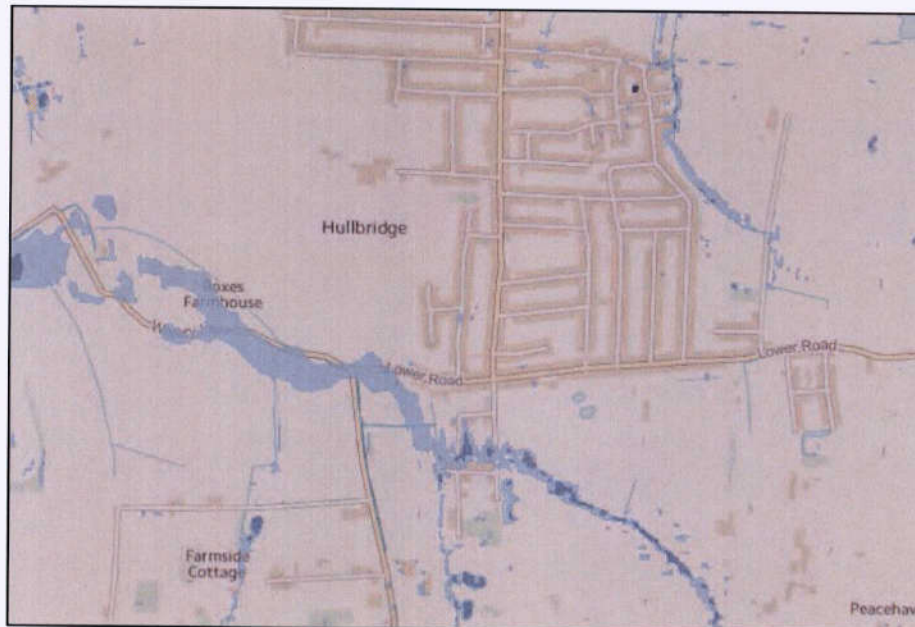 Hullbridge
Foxes
Farmhouse
Lower Road
Lower Road
Farmside
Cottage
Peacehav